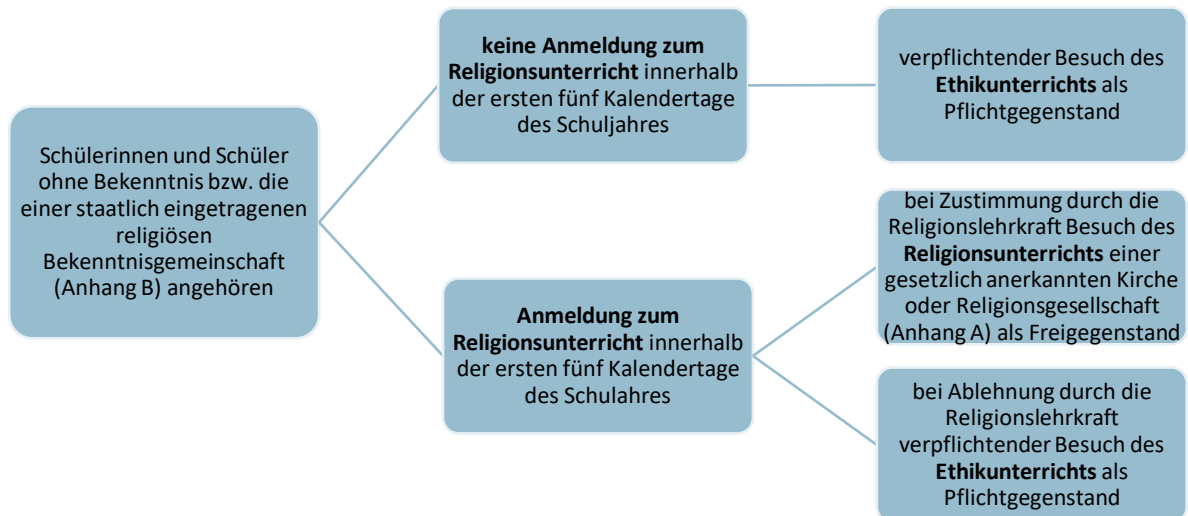 Schülerinnen und Schüler
ohne Bekenntnis bzw. die
einer staatlich eingetragenen
religiösen
Bekenntnisgemeinschaft
(Anhang B) angehören
keine Anmeldung zum
Religionsunterricht innerhalb
der ersten fünf Kalendertage
des Schuljahres
verpflichtender Besuch des
Ethikunterrichts als
Pflichtgegenstand
Anmeldung zum
Religionsunterricht innerhalb
der ersten fünf Kalendertage
des Schulahres
bei Zustimmung durch die
Religionslehrkraft Besuch des
Religionsunterrichts einer
gesetzlich anerkannten Kirche
oder Religionsgesellschaft
(Anhang A) als Freigegenstand
bei Ablehnung durch die
Religionslehrkraft
verpflichtender Besuch des
Ethikunterrichts als
Pflichtgegenstand